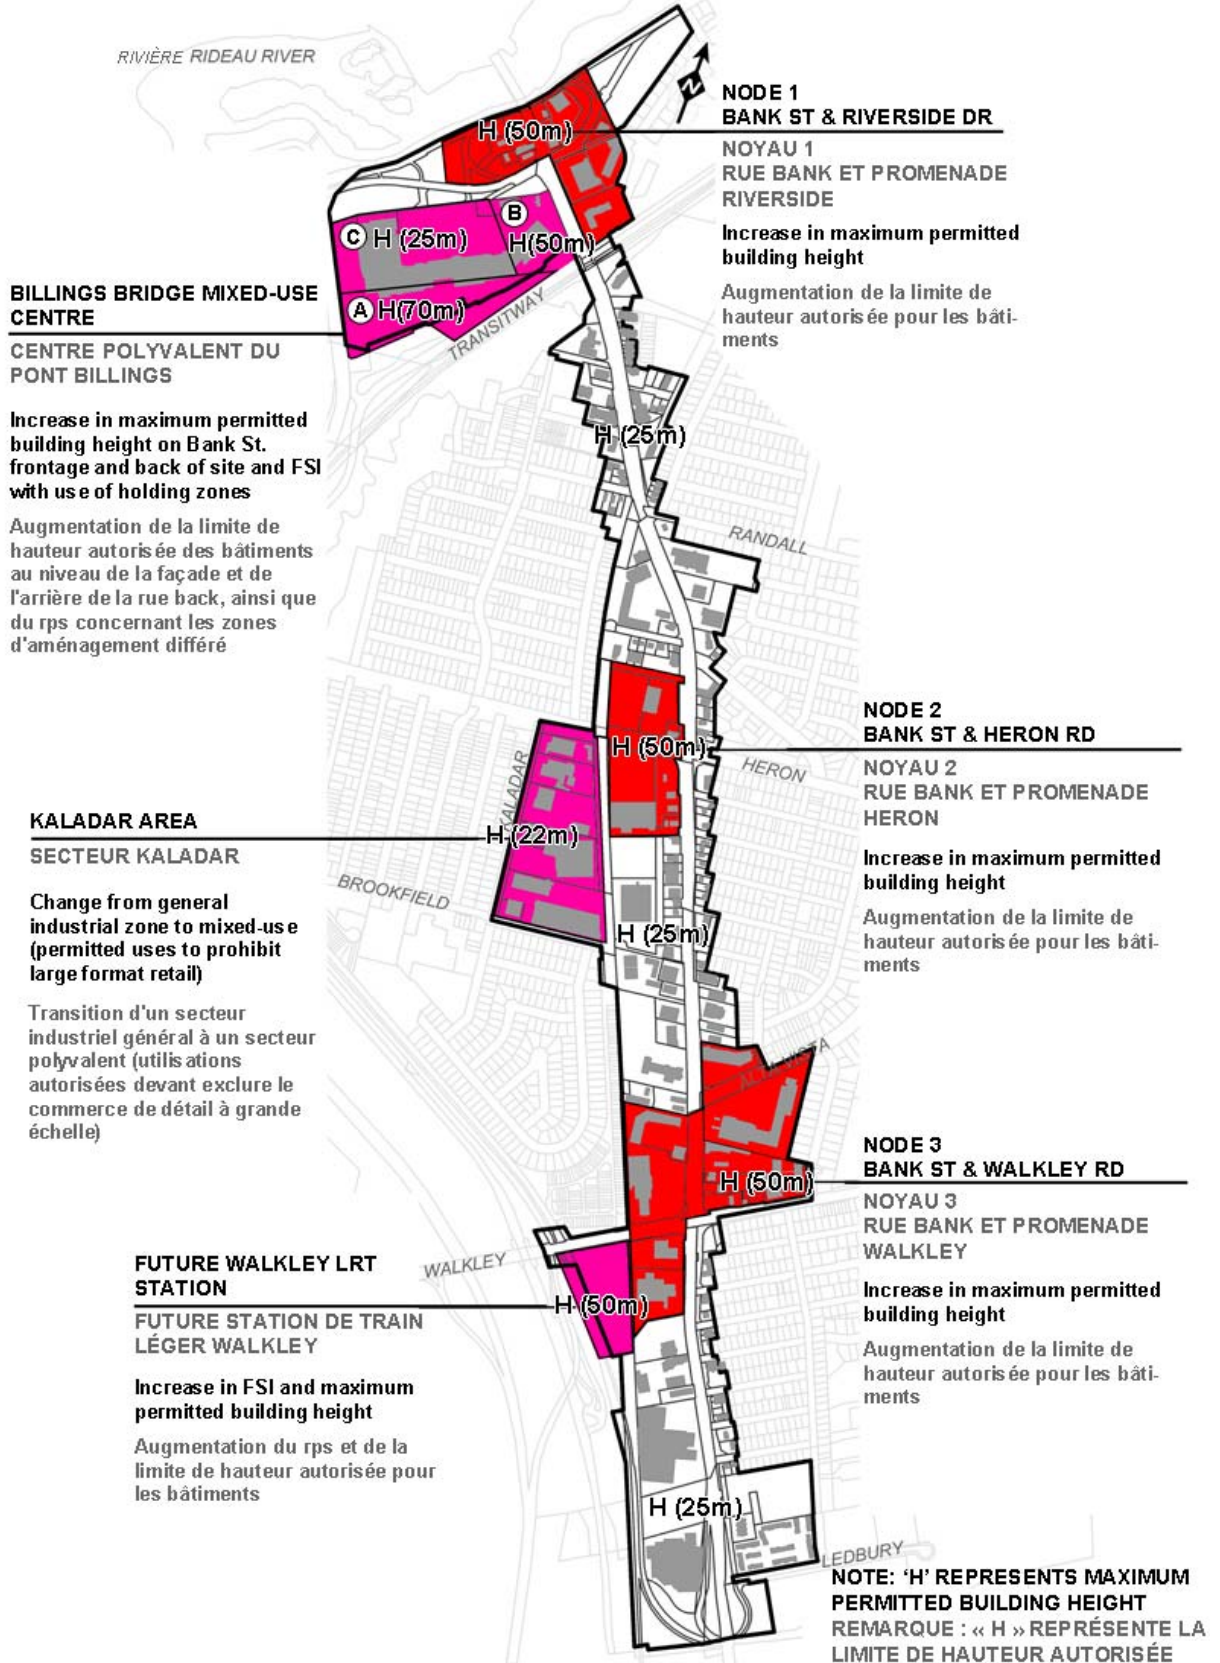 RIVIÈRE RIDEAU RIVER
N
NODE 1
BANK ST & RIVERSIDE DR
NOYAU 1
RUE BANK ET PROMENADE
RIVERSIDE
Increase in maximum permitted
building height
Augmentation de la limite de
hauteur autorisée pour les bâti-
ments
H (50m)
B
C H (25m)
H(50m)
A H(70m)
TRANSITWAY
BILLINGS BRIDGE MIXED-USE
CENTRE
CENTRE POLYVALENT DU
PONT BILLINGS
Increase in maximum permitted
building height on Bank St.
frontage and back of site and FSI
with use of holding zones
Augmentation de la limite de
hauteur autorisée des bâtiments
au niveau de la façade et de
l'arrière de la rue back, ainsi que
du rps concernant les zones
d'aménagement différé
H (25m)
RANDALL
NODE 2
BANK ST & HERON RD
NOYAU 2
RUE BANK ET PROMENADE
HERON
Increase in maximum permitted
building height
Augmentation de la limite de
hauteur autorisée pour les bâti-
ments
H (50m)
HERON
KALADAR
H (22m)
KALADAR AREA
SECTEUR KALADAR
Change from general
industrial zone to mixed-use
(permitted uses to prohibit
large format retail)
Transition d'un secteur
industriel général à un secteur
polyvalent (utilisations
autorisées devant exclure le
commerce de détail à grande
échelle)
BROOKFIELD
H (25m)
ALTA VISTA
NODE 3
BANK ST & WALKLEY RD
NOYAU 3
RUE BANK ET PROMENADE
WALKLEY
Increase in maximum permitted
building height
Augmentation de la limite de
hauteur autorisée pour les bâti-
ments
H (50m)
WALKLEY
FUTURE WALKLEY LRT
STATION
FUTURE STATION DE TRAIN
LÉGER WALKLEY
Increase in FSI and maximum
permitted building height
Augmentation du rps et de la
limite de hauteur autorisée pour
les bâtiments
H (50m)
H (25m)
LEDBURY
NOTE: ‘H’ REPRESENTS MAXIMUM
PERMITTED BUILDING HEIGHT
REMARQUE : « H » REPRÉSENTE LA
LIMITE DE HAUTEUR AUTORISÉE